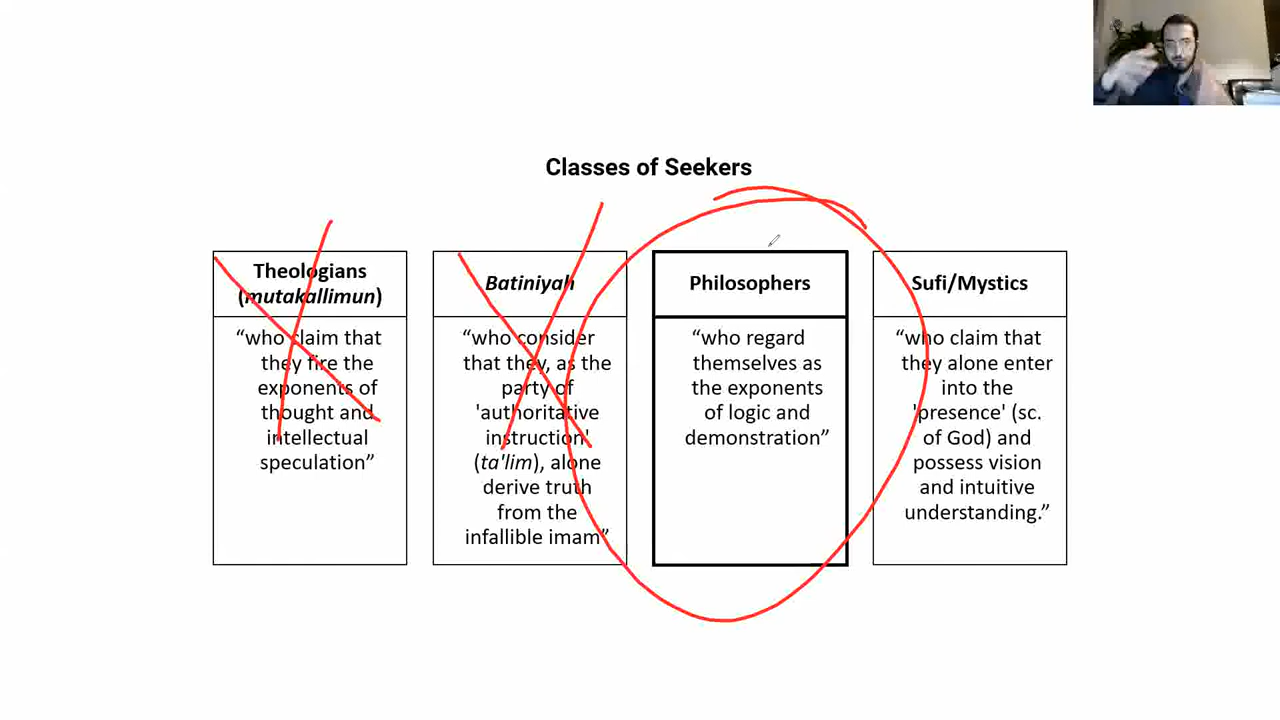 Classes of Seekers
Theologians
(mutakallimun)
“who claim that
they fire the
exponents of
thought and
intellectual
speculation”
Batiniyah
“who consider
that they, as the
party of
'authoritative
instruction'
(ta'lim), alone
derive truth
from the
infallible imam”
Philosophers
“who regard
themselves as
the exponents
of logic and
demonstration”
Sufi/Mystics
“who claim that
they alone enter
into the
'presence' (sc.
of God) and
possess vision
and intuitive
understanding.”